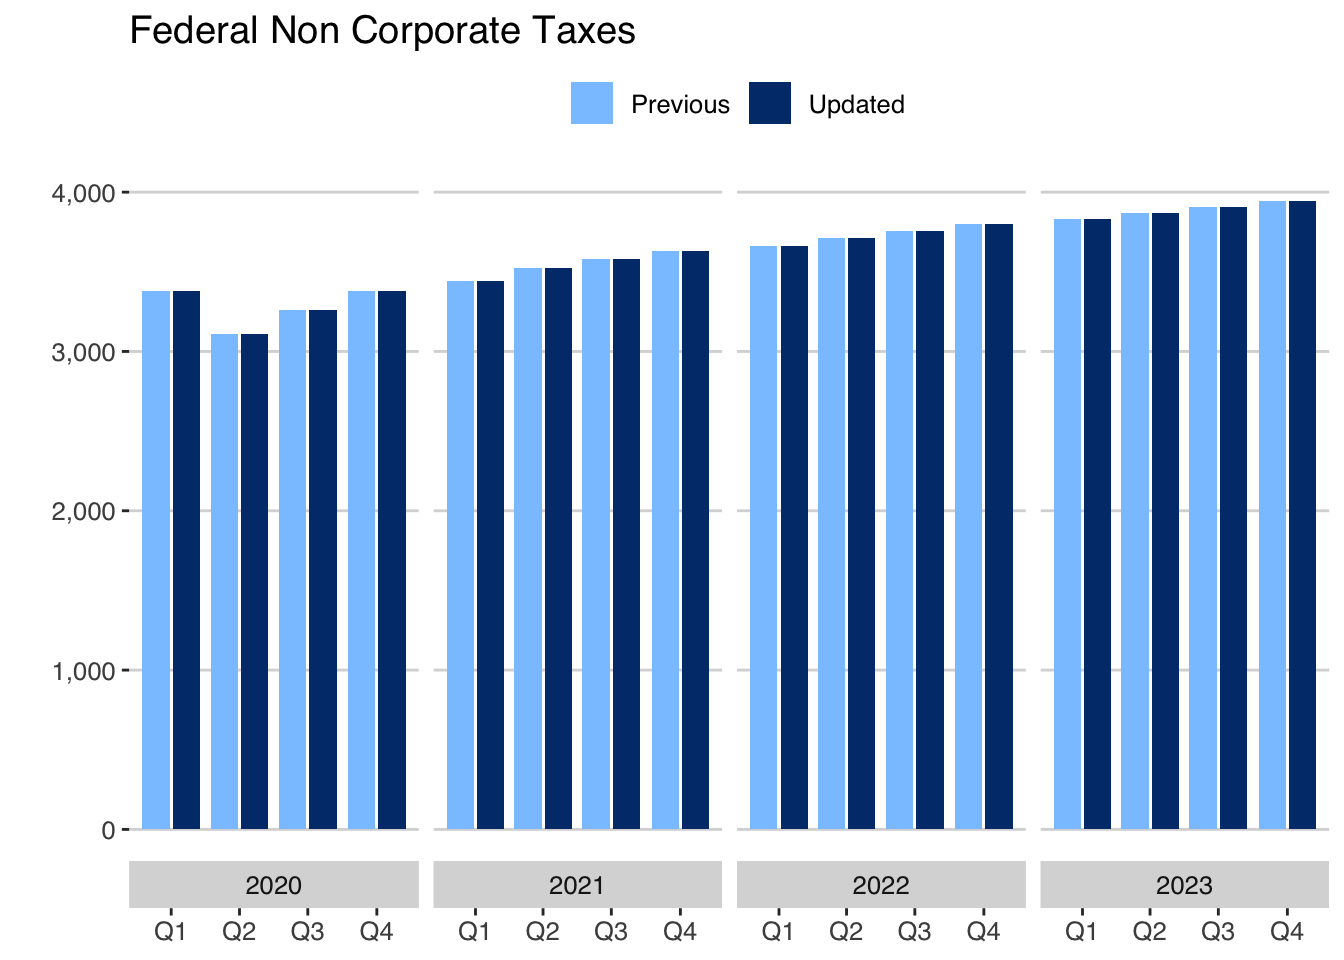 Federal Non Corporate Taxes
Previous Updated
4,000
3,000
2,000
1,000
0
2020 2021 2022 2023
Q1 Q2 Q3 Q4 Q1 Q2 Q3 Q4 Q1 Q2 Q3 Q4 Q1 Q2 Q3 Q4